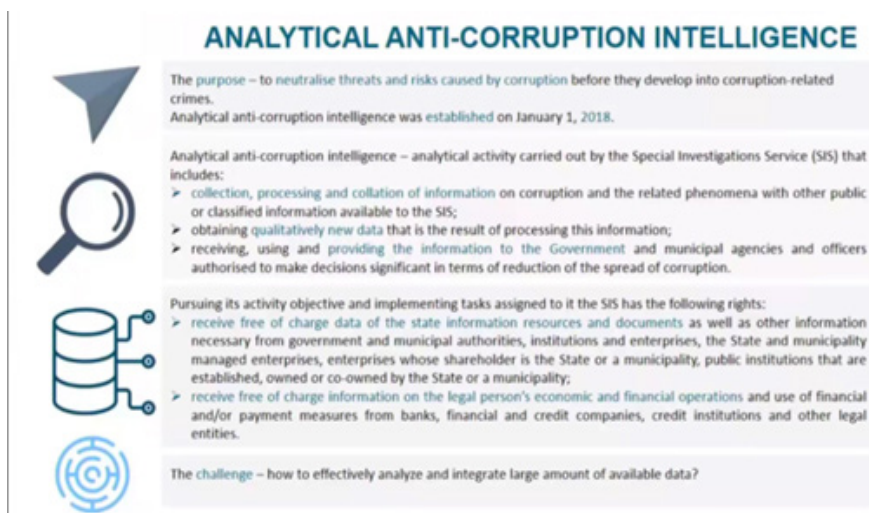 ANALYTICAL ANTI-CORRUPTION INTELLIGENCE
The purpose – to neutralise threats and risks caused by corruption before they develop into corruption-related
crimes.
Analytical anti-corruption intelligence was established on January 1, 2018.
Analytical anti-corruption intelligence – analytical activity carried out by the Special Investigations Service (SIS) that
includes:
➢ collection, processing and collation of information on corruption and the related phenomena with other public
or classified information available to the SIS;
➢ obtaining qualitatively new data that is the result of processing this information;
➢ receiving, using and providing the information to the Government and municipal agencies and officers
authorised to make decisions significant in terms of reduction of the spread of corruption.
Pursuing its activity objective and implementing tasks assigned to it the SIS has the following rights:
➢ receive free of charge data of the state information resources and documents as well as other information
necessary from government and municipal authorities, institutions and enterprises, the State and municipality
managed enterprises, enterprises whose shareholder is the State or a municipality, public institutions that are
established, owned or co-owned by the State or a municipality;
➢ receive free of charge information on the legal person's economic and financial operations and use of financial
and/or payment measures from banks, financial and credit companies, credit institutions and other legal
entities.
The challenge – how to effectively analyze and integrate large amount of available data?